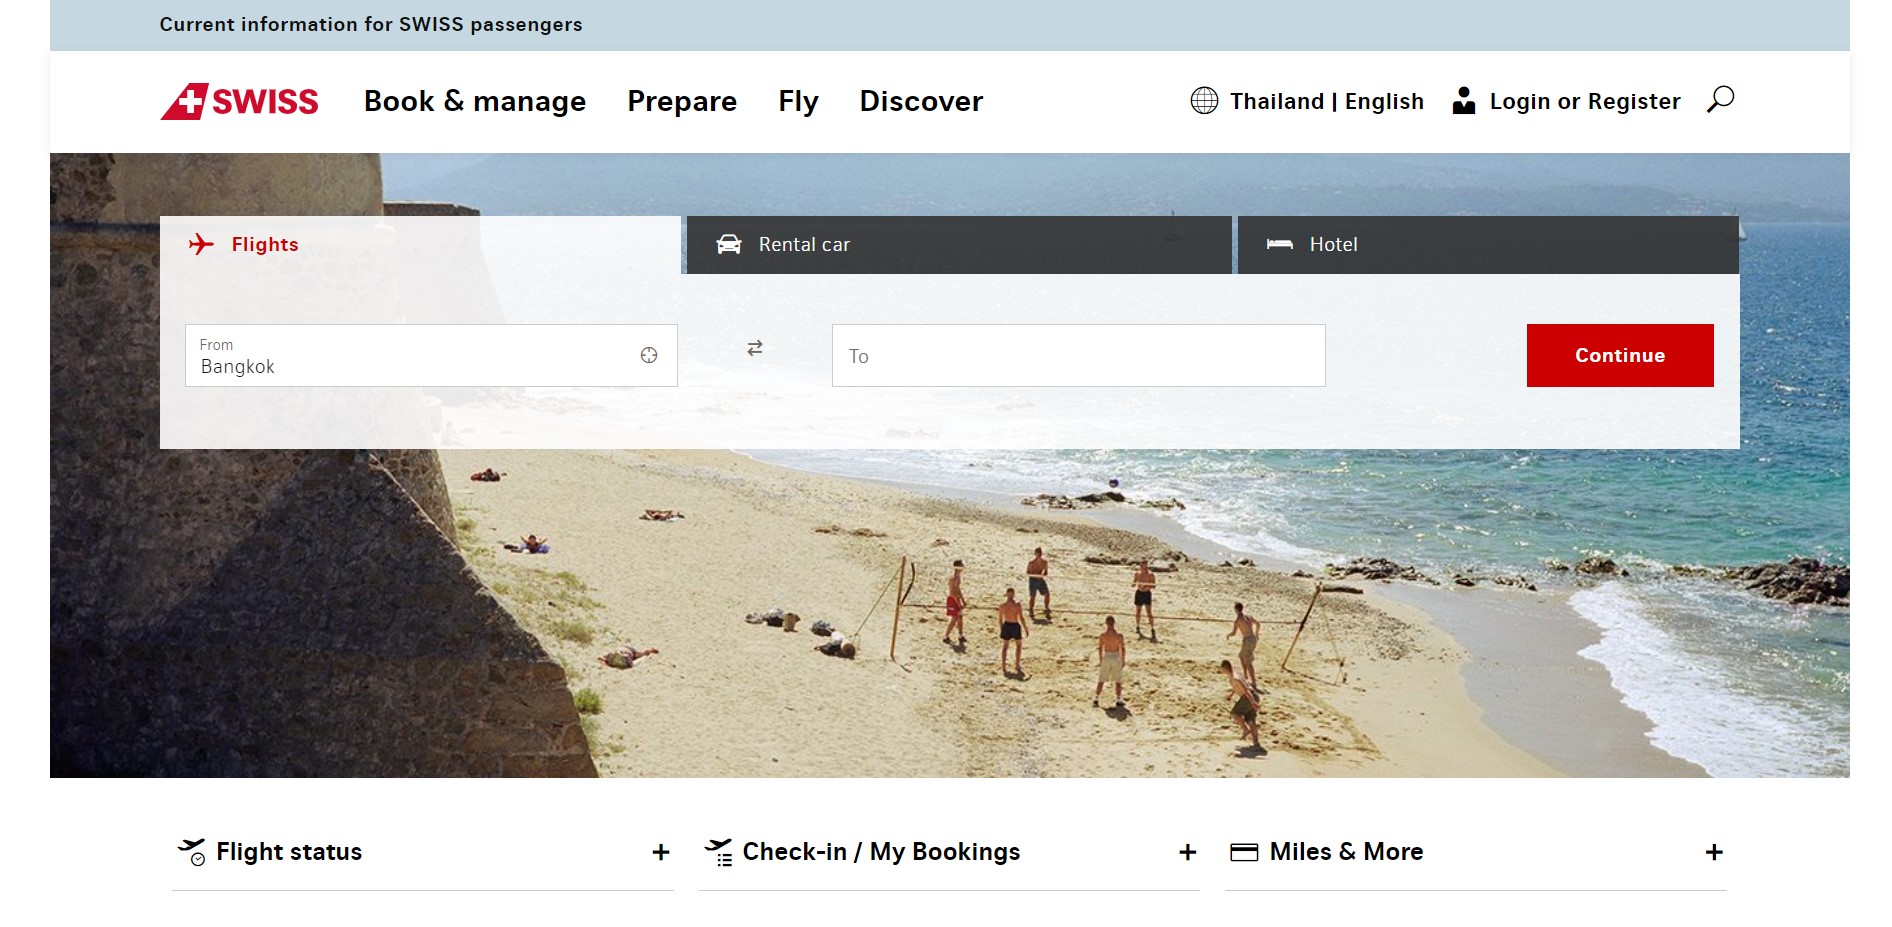 Current information for SWISS passengers
SWISS Book & manage Prepare Fly Discover Thailand | English Login or Register
Flights Rental car Hotel
From
Bangkok
To
Continue
Flight status + Check-in / My Bookings + Miles & More +